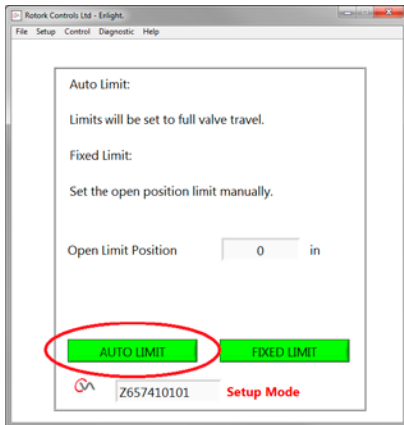 Rotork Controls Ltd - Enlight.
File Setup Control Diagnostic Help
Auto Limit:
Limits will be set to full valve travel.
Fixed Limit:
Set the open position limit manually.
Open Limit Position 0 in
AUTO LIMIT FIXED LIMIT
Z657410101 Setup Mode